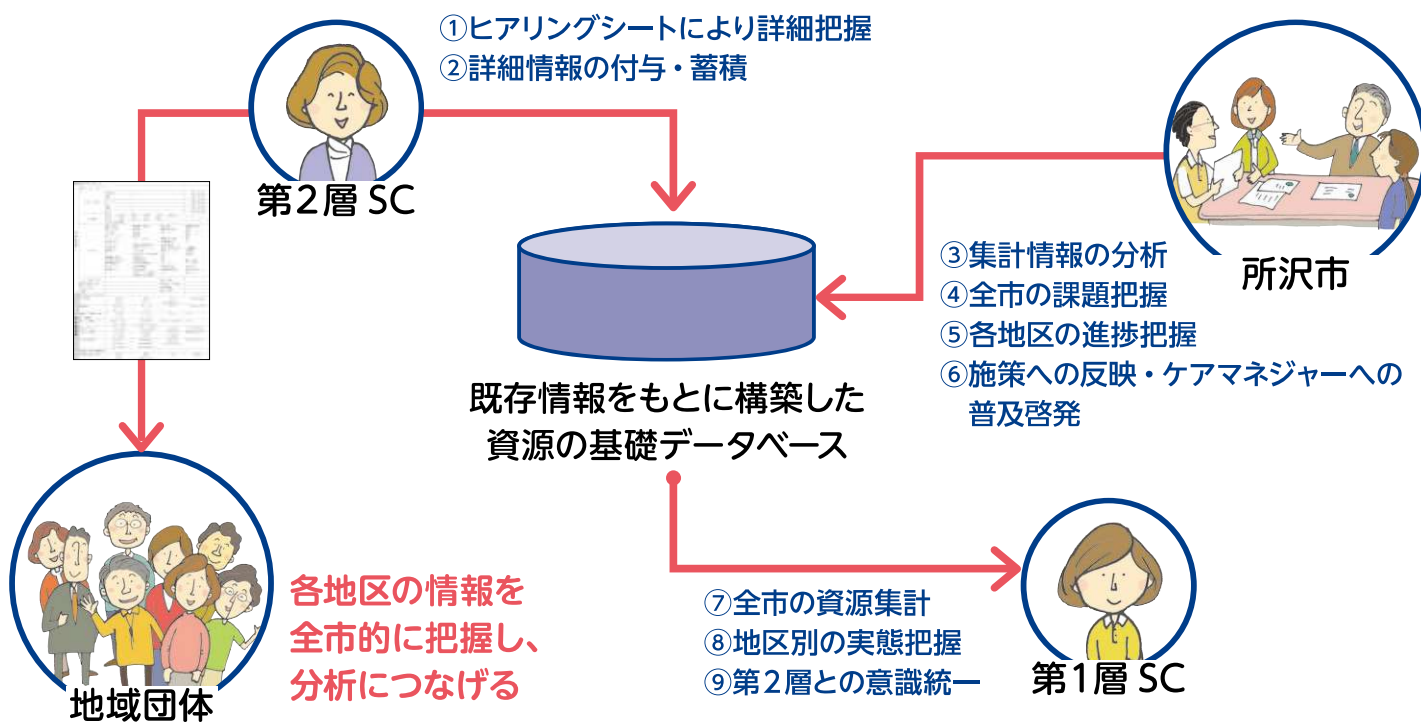 ①ヒアリングシートにより詳細把握
②詳細情報の付与・蓄積
第2層 SC
所沢市
③集計情報の分析
④全市の課題把握
⑤各地区の進捗把握
⑥施策への反映・ケアマネジャーへの
普及啓発
既存情報をもとに構築した
資源の基礎データベース
各地区の情報を
全市的に把握し、
分析につなげる
地域団体
⑦全市の資源集計
⑧地区別の実態把握
⑨第2層との意識統一
第1層 SC